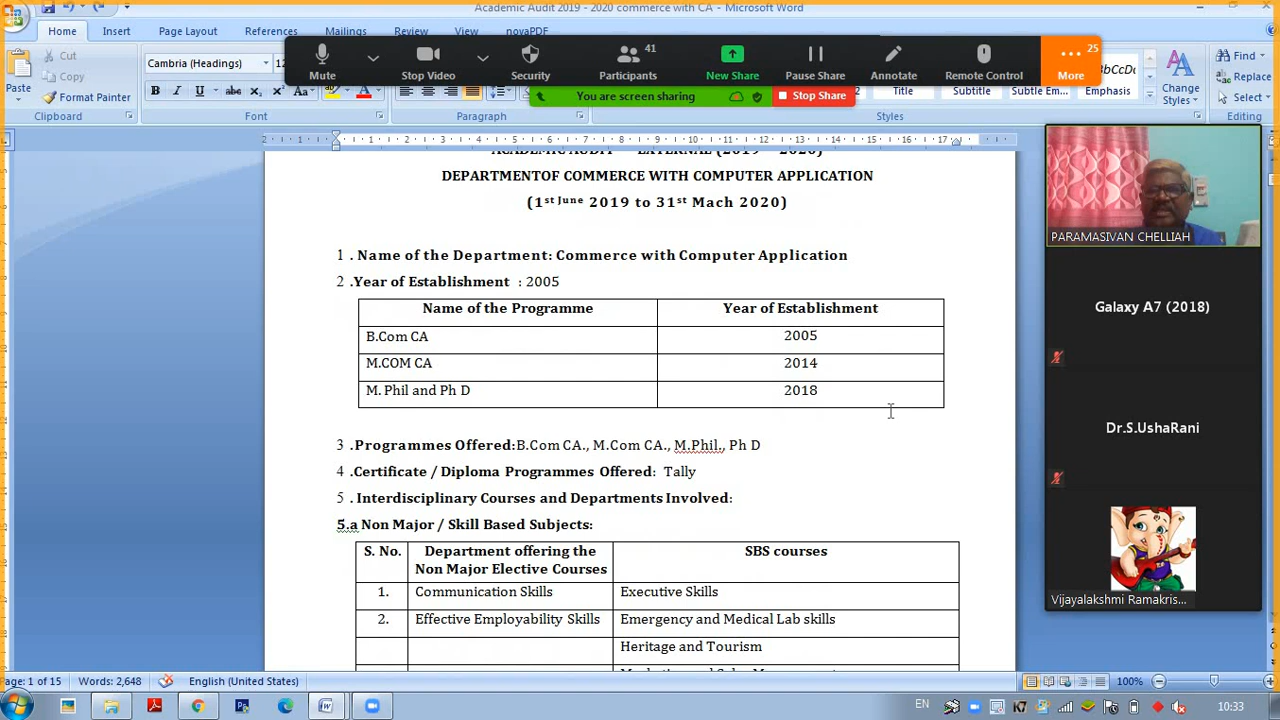 Academic Audit 2019 - 2020 commerce with CA - Microsoft Word
Home Insert Page Layout References Mailings Review View novaPDF
Cut
Copy
Paste
Format Painter
Clipboard
Cambria (Headings)
Font
Paragraph
Title Subtitle Subtle Em... Emphasis
Styles
Change Styles
Find
Replace
Select
Editing
Mute Stop Video Security Participants 41 New Share Pause Share Annotate Remote Control More 25
You are screen sharing Stop Share
ACADEMIC AUDIT – EXTERNAL (2019 – 2020)
DEPARTMENTOF COMMERCE WITH COMPUTER APPLICATION
(1st June 2019 to 31st Mach 2020)
1 . Name of the Department: Commerce with Computer Application
2 .Year of Establishment : 2005
Name of the Programme Year of Establishment
B.Com CA 2005
M.COM CA 2014
M. Phil and Ph D 2018
3 .Programmes Offered:B.Com CA., M.Com CA., M.Phil., Ph D
4 .Certificate / Diploma Programmes Offered: Tally
5 . Interdisciplinary Courses and Departments Involved:
5.a Non Major / Skill Based Subjects:
S. No. Department offering the Non Major Elective Courses SBS courses
1. Communication Skills Executive Skills
2. Effective Employability Skills Emergency and Medical Lab skills
Heritage and Tourism
PARAMASIVAN CHELLIAH
Galaxy A7 (2018)
Dr.S.UshaRani
Vijayalakshmi Ramakris...
Page: 1 of 15 Words: 2,648 English (United States) 100%
EN 10:33